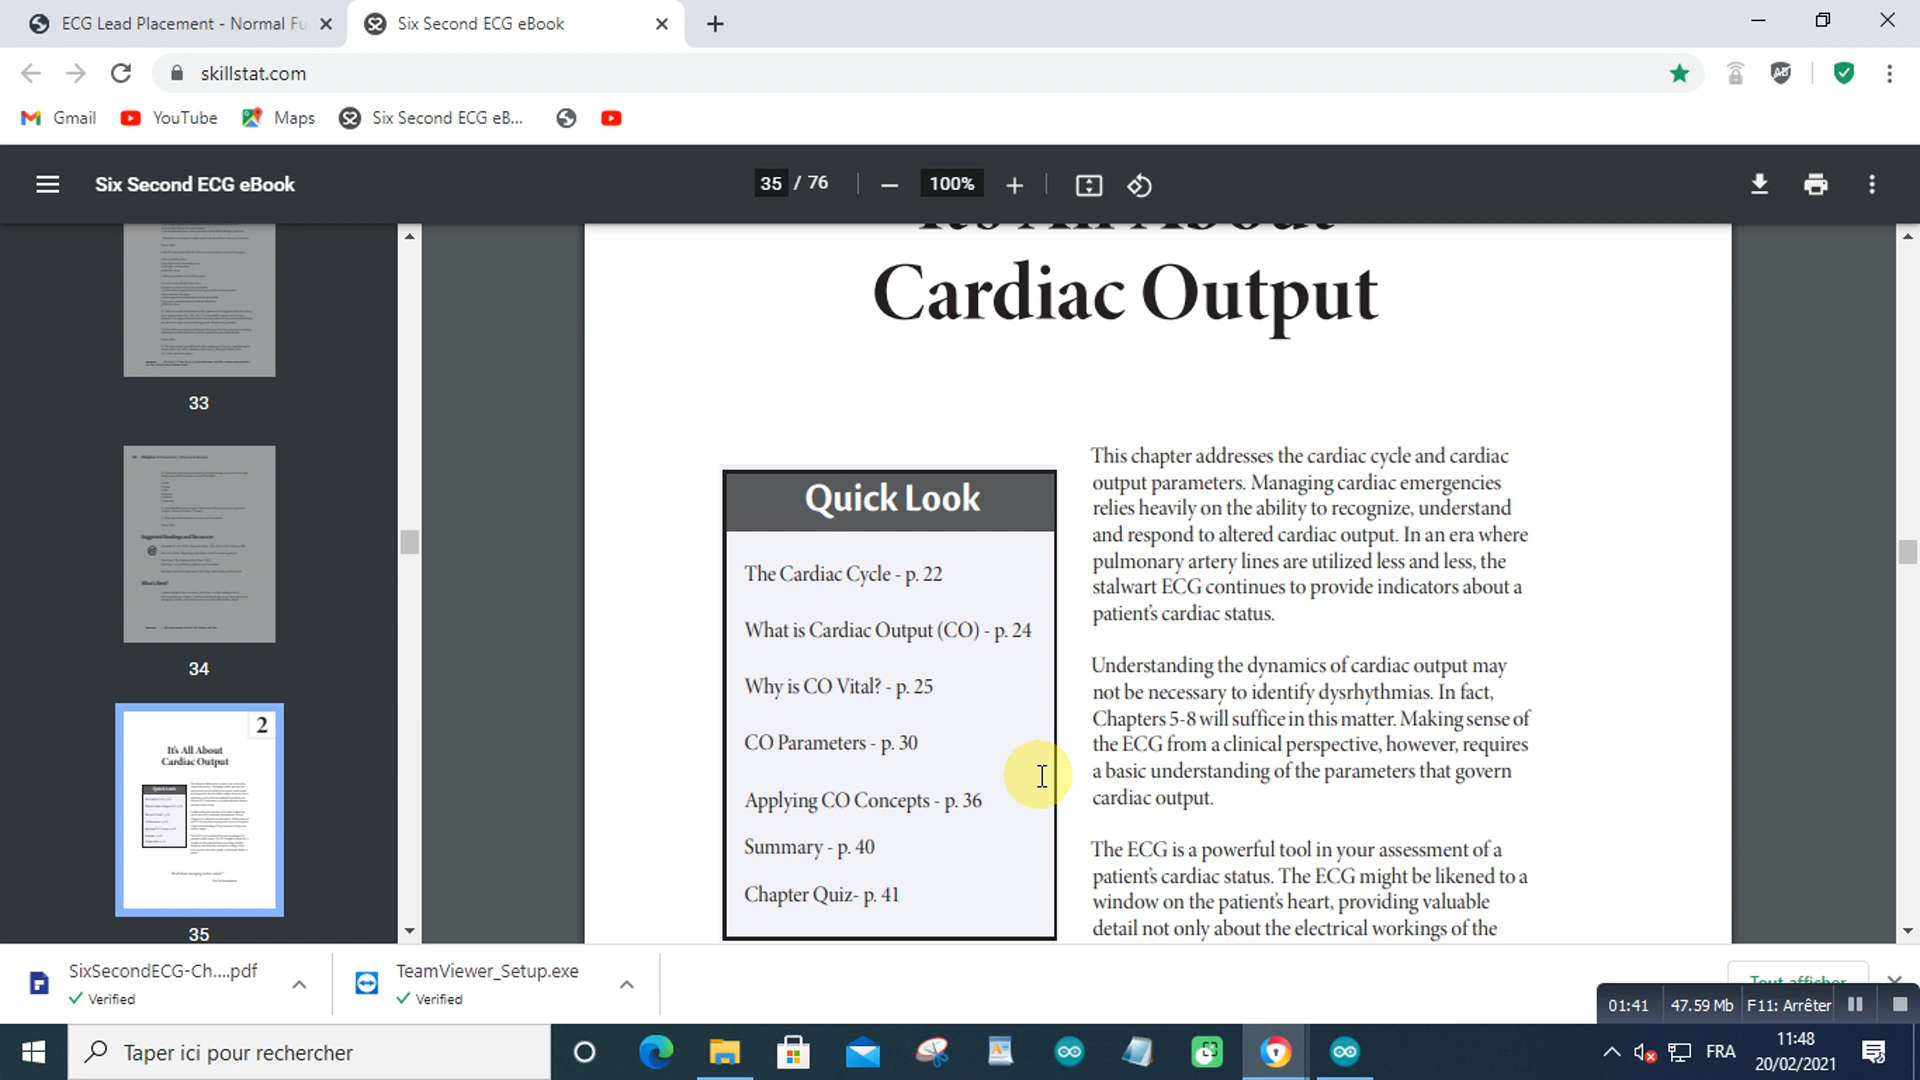 ECG Lead Placement - Normal Fu
Six Second ECG eBook
skillstat.com
Gmail
YouTube
Maps
Six Second ECG eB...
Six Second ECG eBook
35 / 76
100%
33
34
2
It's All About
Cardiac Output
Quick Look
35
It's All About
Cardiac Output
Quick Look
The Cardiac Cycle - p. 22
What is Cardiac Output (CO) - p. 24
Why is CO Vital? - p. 25
CO Parameters - p. 30
Applying CO Concepts - p. 36
Summary - p. 40
Chapter Quiz- p. 41
This chapter addresses the cardiac cycle and cardiac
output parameters. Managing cardiac emergencies
relies heavily on the ability to recognize, understand
and respond to altered cardiac output. In an era where
pulmonary artery lines are utilized less and less, the
stalwart ECG continues to provide indicators about a
patient's cardiac status.
Understanding the dynamics of cardiac output may
not be necessary to identify dysrhythmias. In fact,
Chapters 5-8 will suffice in this matter. Making sense of
the ECG from a clinical perspective, however, requires
a basic understanding of the parameters that govern
cardiac output.
The ECG is a powerful tool in your assessment of a
patient's cardiac status. The ECG might be likened to a
window on the patient's heart, providing valuable
detail not only about the electrical workings of the
SixSecondECG-Ch....pdf
Verified
TeamViewer_Setup.exe
Verified
Tout afficher
01:41
47.59 Mb
F11: Arrêter
Taper ici pour rechercher
FRA
11:48
20/02/2021